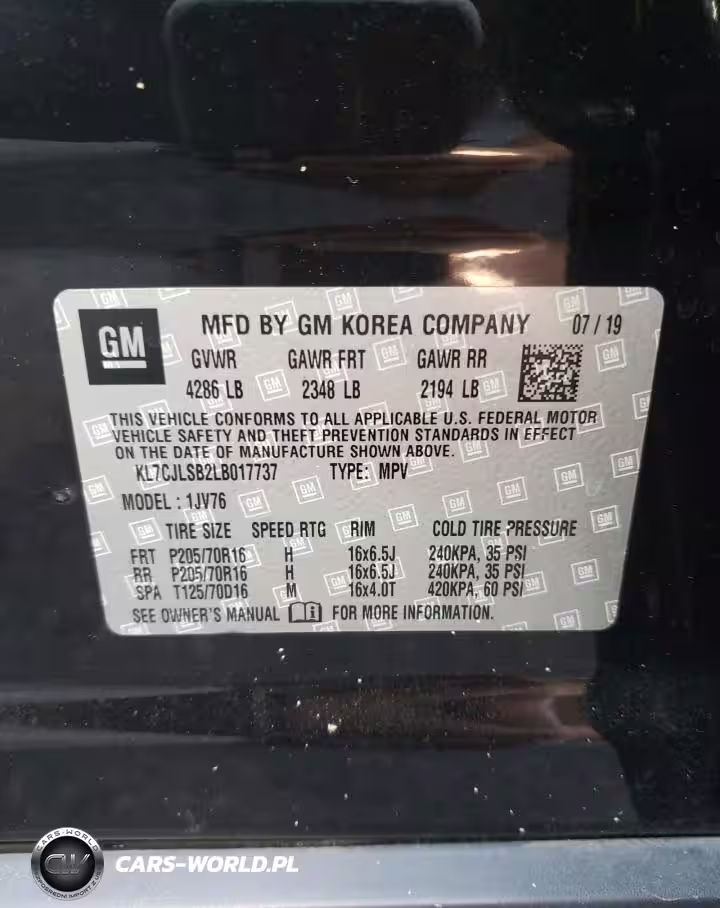 GM
MFD BY GM KOREA COMPANY 07/19
GVWR GAWR FRT GAWR RR
4286 LB 2348 LB 2194 LB
THIS VEHICLE CONFORMS TO ALL APPLICABLE U.S. FEDERAL MOTOR
VEHICLE SAFETY AND THEFT PREVENTION STANDARDS IN EFFECT
ON THE DATE OF MANUFACTURE SHOWN ABOVE.
KL7CJLSB2LB017737 TYPE: MPV
MODEL : 1JV76
TIRE SIZE SPEED RTG RIM COLD TIRE PRESSURE
FRT P205/70R16 H 16x6.5J 240KPA, 35 PSI
RR P205/70R16 H 16x6.5J 240KPA, 35 PSI
SPA T125/70D16 M 16x4.0T 420KPA, 60 PSI
SEE OWNER'S MANUAL FOR MORE INFORMATION.
CARS-WORLD
CW
CARS-WORLD.PL